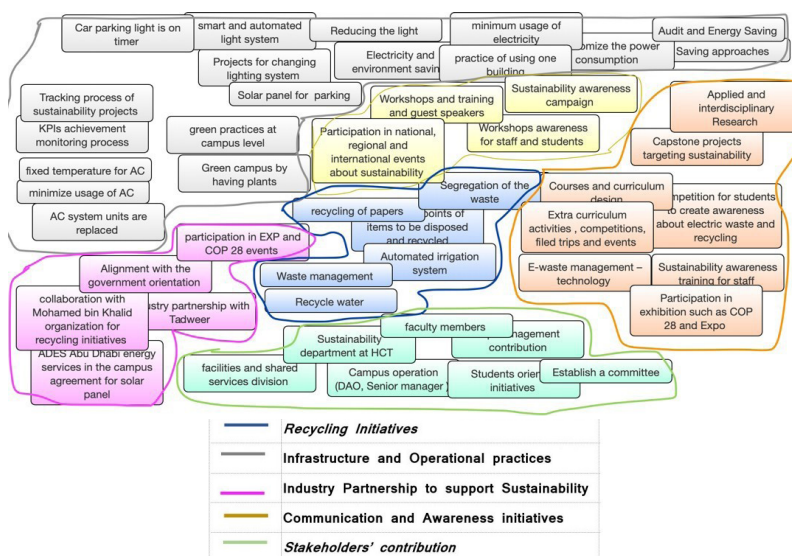 Car parking light is on
timer
smart and automated
light system
Reducing the light
minimum usage of
electricity
Audit and Energy Saving
Projects for changing
lighting system
Electricity and
environment savin
practice of using one
building
omize the power
consumption
Saving approaches
Solar panel for parking
Tracking process of
sustainability projects
KPIs achievement
monitoring process
green practices at
campus level
Green campus by
having plants
fixed temperature for AC
minimize usage of AC
AC system units are
replaced
Workshops and training
and guest speakers
Sustainability awareness
campaign
Participation in national,
regional and
international events
about sustainability
Workshops awareness for
staff and students
Applied and
interdisciplinary
Research
Capstone projects
targeting sustainability
Segregation of the
waste
recycling of papers
points of
items to be disposed
and recycled
Automated irrigation
system
Waste management
Recycle water
Courses and curriculum
design
ompetition for students
to create awareness
about electric waste and
recycling
Extra curriculum
activities , competitions,
filed trips and events
E-waste management –
technology
Sustainability awareness
training for staff
Participation in
exhibition such as COP
28 and Expo
participation in EXP and
COP 28 events
Alignment with the
government orientation
collaboration with
Mohamed bin Khalid
organization for
recycling initiatives
ustry partnership with
Tadweer
ADES Abu Dhabi energy
services in the campus
agreement for solar
panel
faculty members
Sustainability
department at HCT
agement
contribution
facilities and shared
services division
Campus operation
(DAO, Senior manager )
Students orien
initiatives
Establish a committee
Recycling Initiatives
Infrastructure and Operational practices
Industry Partnership to support Sustainability
Communication and Awareness initiatives
Stakeholders' contribution